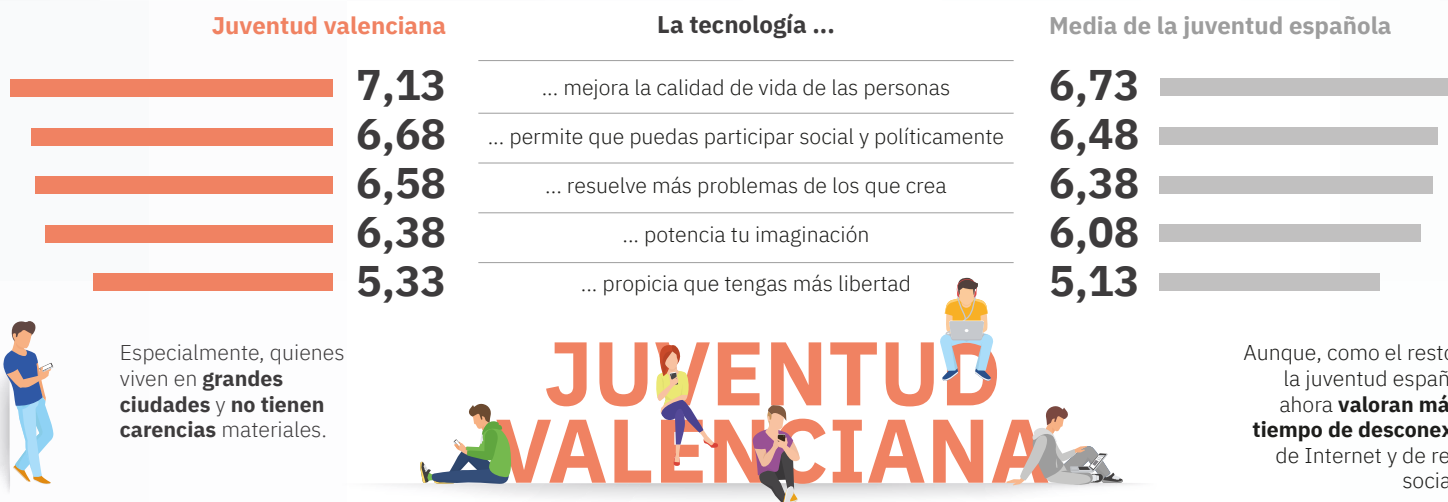 Juventud valenciana
La tecnología ...
Media de la juventud española
7,13 ... mejora la calidad de vida de las personas 6,73
6,68 ... permite que puedas participar social y políticamente 6,48
6,58 ... resuelve más problemas de los que crea 6,38
6,38 ... potencia tu imaginación 6,08
5,33 ... propicia que tengas más libertad 5,13
Especialmente, quienes
viven en grandes
ciudades y no tienen
carencias materiales.
JUVENTUD
VALENCIANA
Aunque, como el resto
la juventud españ
ahora valoran má
tiempo de desconex
de Internet y de re
socia